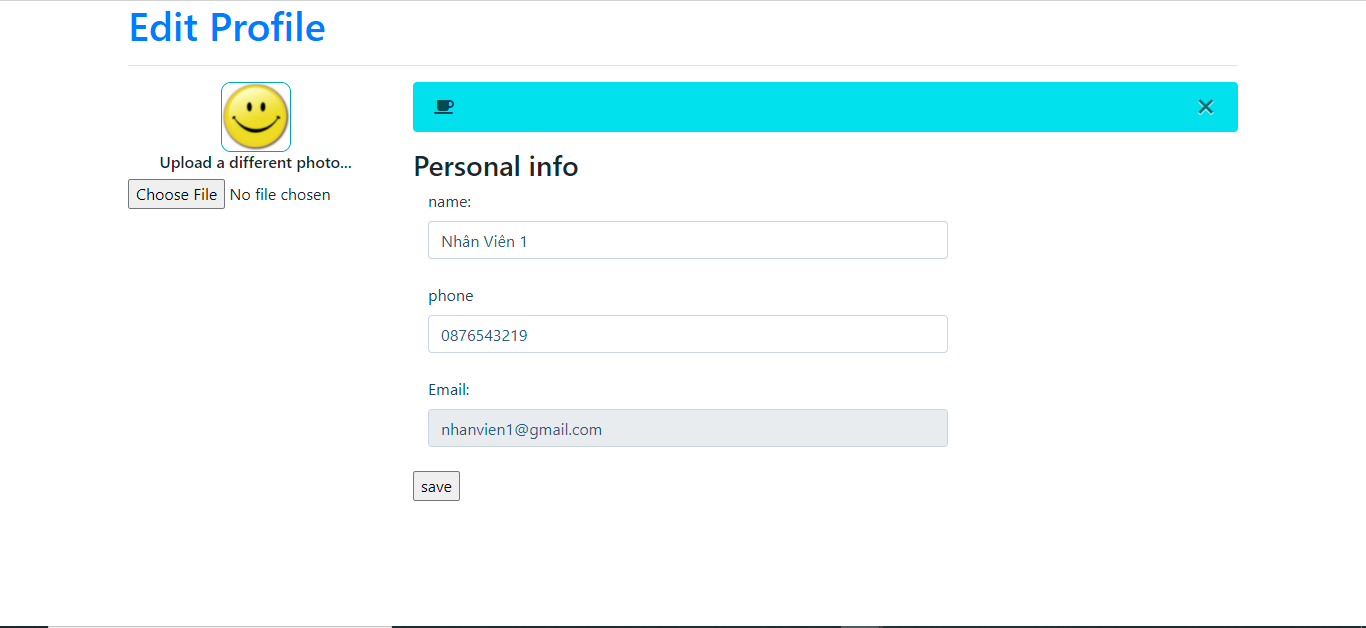 Edit Profile
Upload a different photo...
Choose File No file chosen
Personal info
name:
Nhân Viên 1
phone
0876543219
Email:
nhanvien1@gmail.com
save